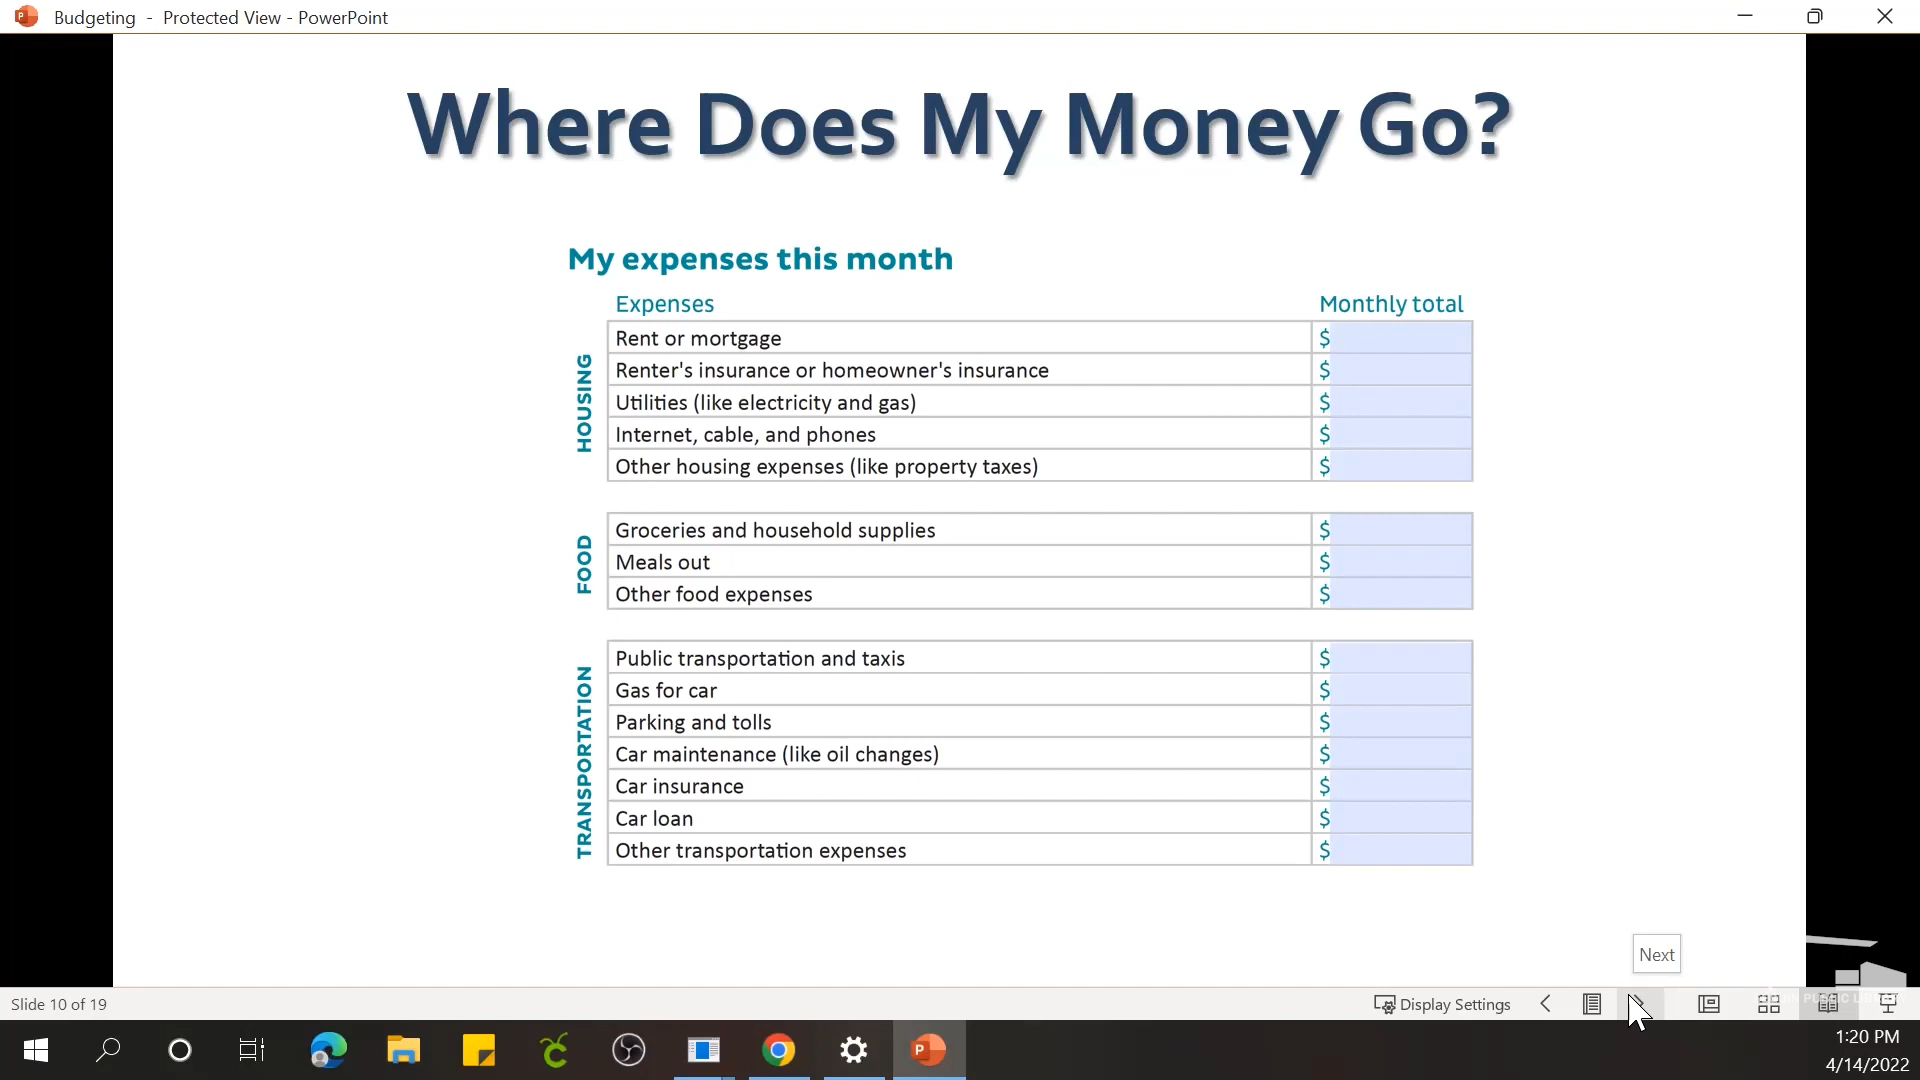 Budgeting - Protected View - PowerPoint
Where Does My Money Go?
My expenses this month
Expenses Monthly total
HOUSING
Rent or mortgage $
Renter's insurance or homeowner's insurance $
Utilities (like electricity and gas) $
Internet, cable, and phones $
Other housing expenses (like property taxes) $
FOOD
Groceries and household supplies $
Meals out $
Other food expenses $
TRANSPORTATION
Public transportation and taxis $
Gas for car $
Parking and tolls $
Car maintenance (like oil changes) $
Car insurance $
Car loan $
Other transportation expenses $
Next
Slide 10 of 19 Display Settings
1:20 PM
4/14/2022